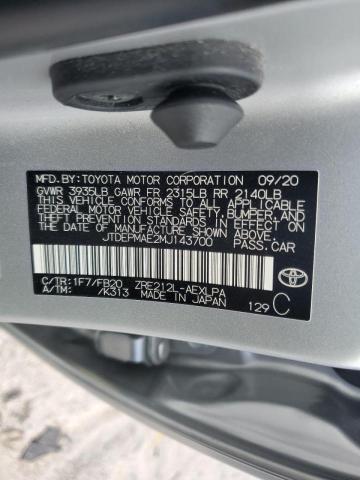 MFD.BY:TOYOTA MOTOR CORPORATION 09/20
GVWR 3935LB GAWR FR 2315LB RR 2140LB
THIS VEHICLE CONFORMS TO ALL APPLICABLE
FEDERAL MOTOR VEHICLE SAFETY, BUMPER, AND
THEFT PREVENTION STANDARDS IN EFFECT ON
THE DATE OF MANUFACTURE SHOWN ABOVE.
JTDEPMAE2MJ143700 PASS.CAR
C/TR:1F7/FB20 ZRE212L-AEXLPA
A/TM: /K313 MADE IN JAPAN 129 C
TOYOTA